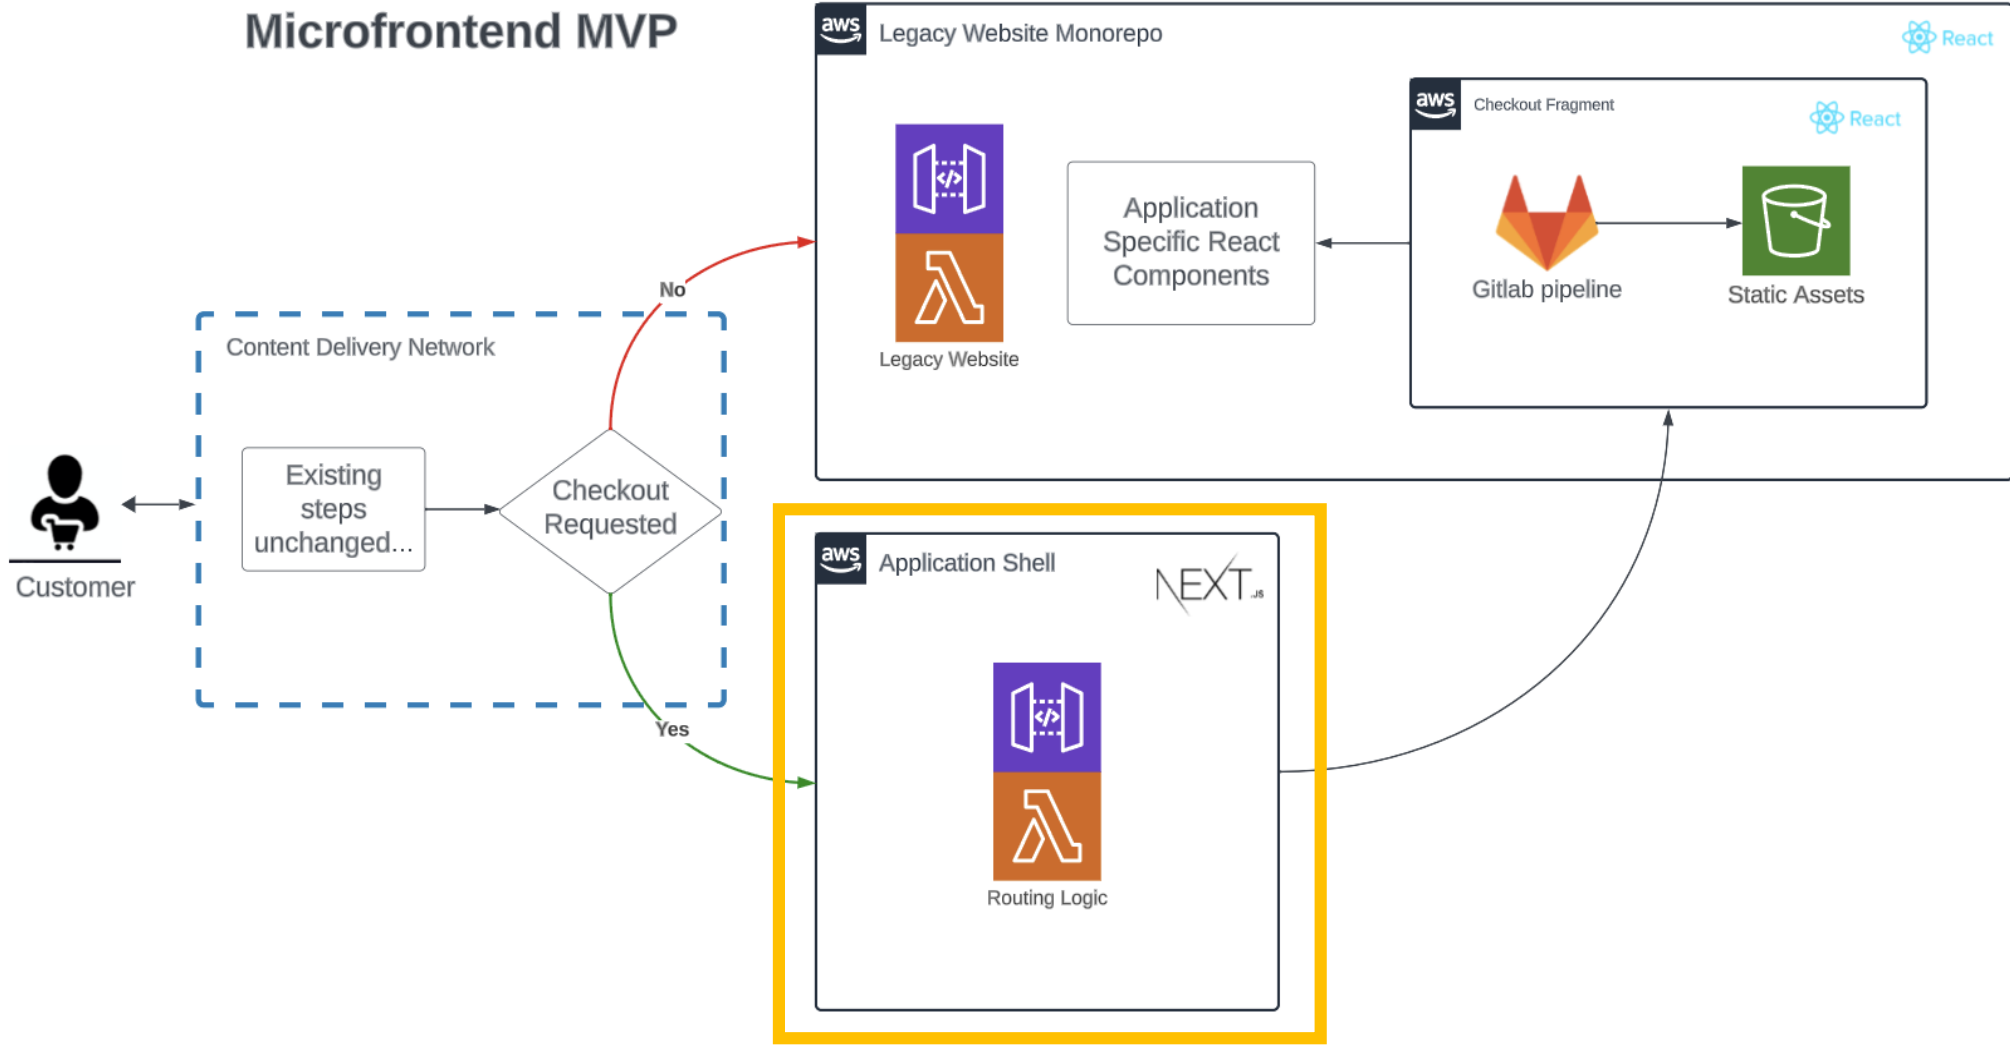 Microfrontend MVP
aws
Legacy Website Monorepo
React
aws
Checkout Fragment
React
Application
Specific React
Components
Gitlab pipeline
Static Assets
Legacy Website
No
Content Delivery Network
Existing
steps
unchanged...
Checkout
Requested
Customer
Yes
aws
Application Shell
NEXT.JS
Routing Logic